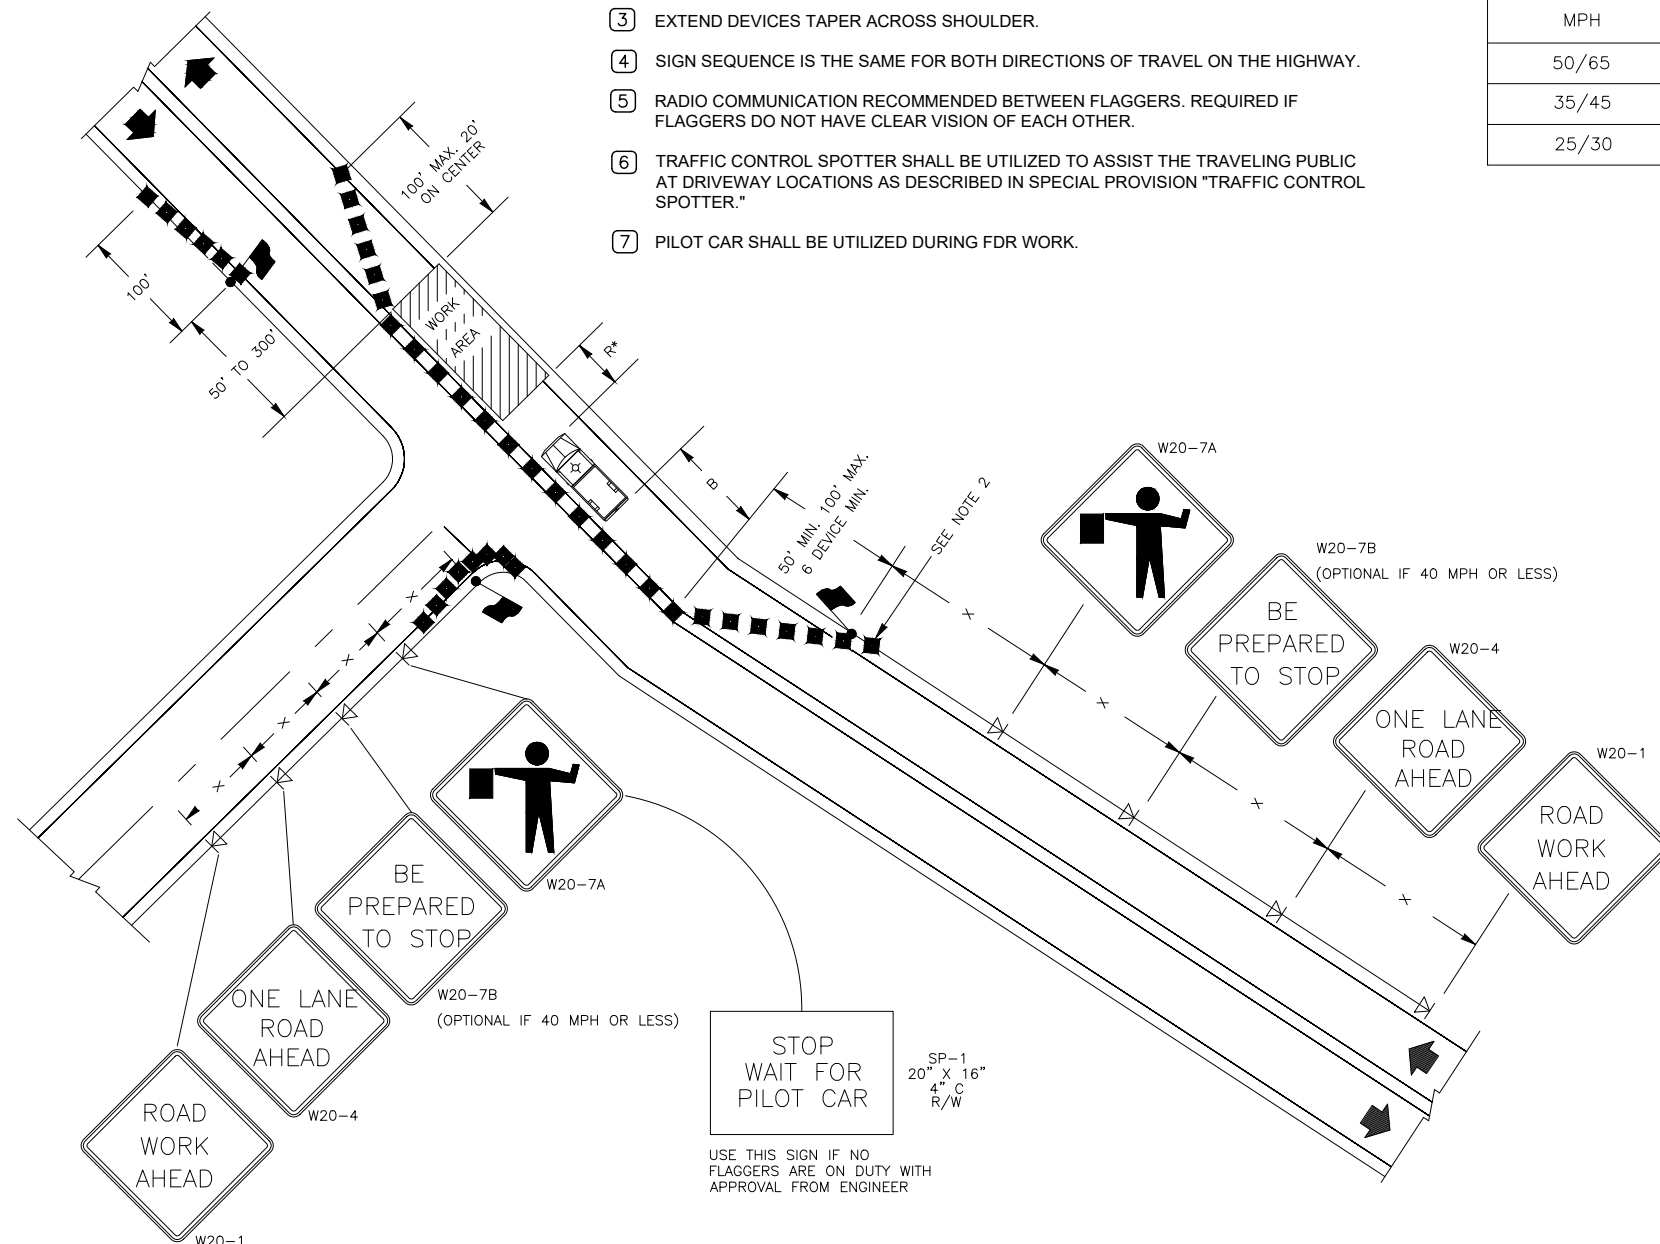 3 EXTEND DEVICES TAPER ACROSS SHOULDER.
4 SIGN SEQUENCE IS THE SAME FOR BOTH DIRECTIONS OF TRAVEL ON THE HIGHWAY.
5 RADIO COMMUNICATION RECOMMENDED BETWEEN FLAGGERS. REQUIRED IF
FLAGGERS DO NOT HAVE CLEAR VISION OF EACH OTHER.
6 TRAFFIC CONTROL SPOTTER SHALL BE UTILIZED TO ASSIST THE TRAVELING PUBLIC
AT DRIVEWAY LOCATIONS AS DESCRIBED IN SPECIAL PROVISION "TRAFFIC CONTROL
SPOTTER."
7 PILOT CAR SHALL BE UTILIZED DURING FDR WORK.
MPH
50/65
35/45
25/30
100' MAX. 20'
ON CENTER
100'
50' TO 300'
WORK
AREA
R*
B
50' MIN. 100' MAX.
6 DEVICE MIN.
SEE NOTE 2
X
X
X
X
W20-7A
W20-7B
(OPTIONAL IF 40 MPH OR LESS)
BE
PREPARED
TO STOP
W20-4
ONE LANE
ROAD
AHEAD
W20-1
ROAD
WORK
AHEAD
X
X
X
X
W20-7A
BE
PREPARED
TO STOP
W20-7B
(OPTIONAL IF 40 MPH OR LESS)
ONE LANE
ROAD
AHEAD
W20-4
ROAD
WORK
AHEAD
W20-1
STOP
WAIT FOR
PILOT CAR
SP-1
20" X 16"
4" C
R/W
USE THIS SIGN IF NO
FLAGGERS ARE ON DUTY WITH
APPROVAL FROM ENGINEER